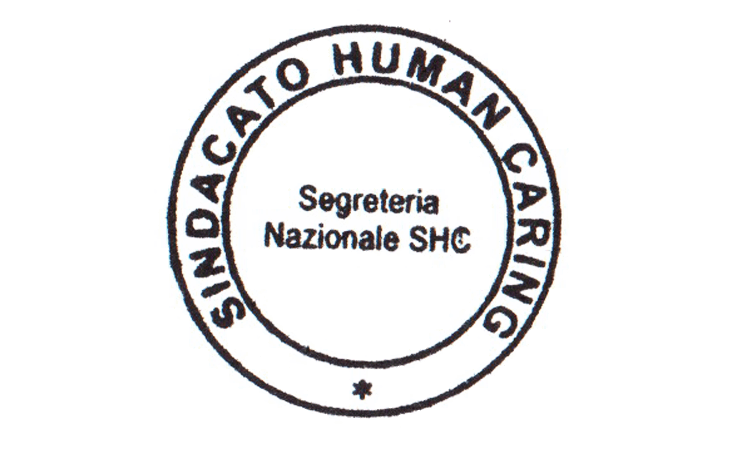 SINDACATO HUMAN CARING
Segreteria
Nazionale SHC
*